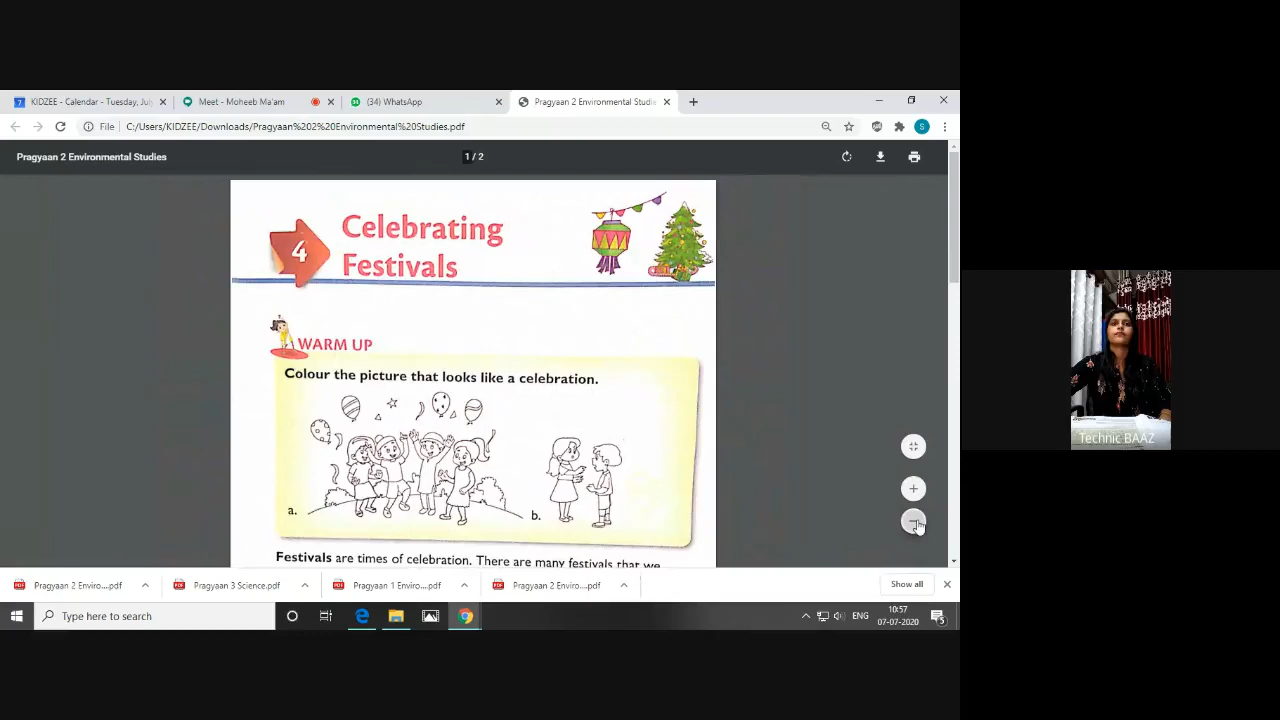 KIDZEE - Calendar - Tuesday, July
Meet - Moheeb Ma'am
(34) WhatsApp
Pragyaan 2 Environmental Studie
File
C:/Users/KIDZEE/Downloads/Pragyaan%202%20Environmental%20Studies.pdf
S
Pragyaan 2 Environmental Studies
1 / 2
4
Celebrating
Festivals
WARM UP
Colour the picture that looks like a celebration.
a.
b.
Festivals are times of celebration. There are many festivals that we
Technic BAAZ
Pragyaan 2 Enviro....pdf
Pragyaan 3 Science.pdf
Pragyaan 1 Enviro....pdf
Pragyaan 2 Enviro....pdf
Show all
Type here to search
ENG
10:57
07-07-2020
5